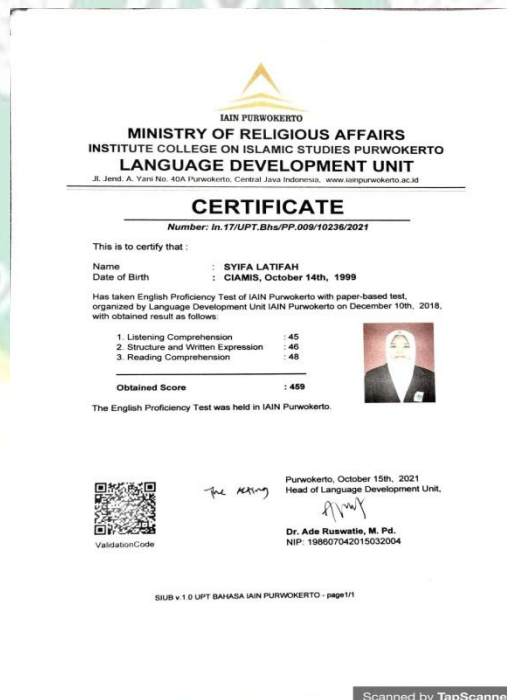 IAIN PURWOKERTO
MINISTRY OF RELIGIOUS AFFAIRS
INSTITUTE COLLEGE ON ISLAMIC STUDIES PURWOKERTO
LANGUAGE DEVELOPMENT UNIT
Jl. Jend. A. Yani No. 40A Purwokerto, Central Java Indonesia, www.iainpurwokerto.ac.id
CERTIFICATE
Number: In.17/UPT.Bhs/PP.009/10236/2021
This is to certify that :
Name : SYIFA LATIFAH
Date of Birth : CIAMIS, October 14th, 1999
Has taken English Proficiency Test of IAIN Purwokerto with paper-based test,
organized by Language Development Unit IAIN Purwokerto on December 10th, 2018,
with obtained result as follows:
1. Listening Comprehension : 45
2. Structure and Written Expression : 46
3. Reading Comprehension : 48
Obtained Score : 459
The English Proficiency Test was held in IAIN Purwokerto.
Purwokerto, October 15th, 2021
The Acting Head of Language Development Unit,
Dr. Ade Ruswatie, M. Pd.
NIP: 198607042015032004
ValidationCode
SIUB v.1.0 UPT BAHASA IAIN PURWOKERTO - page1/1
Scanned by TapScanne